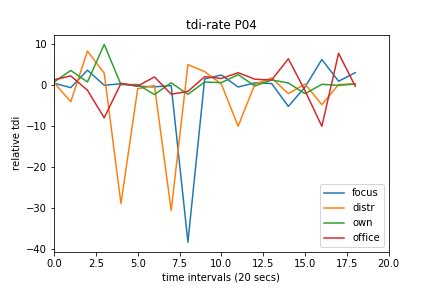 tdi-rate P04
relative tdi
10
0
−10
−20
−30
−40
0.0 2.5 5.0 7.5 10.0 12.5 15.0 17.5 20.0
time intervals (20 secs)
focus
distr
own
office